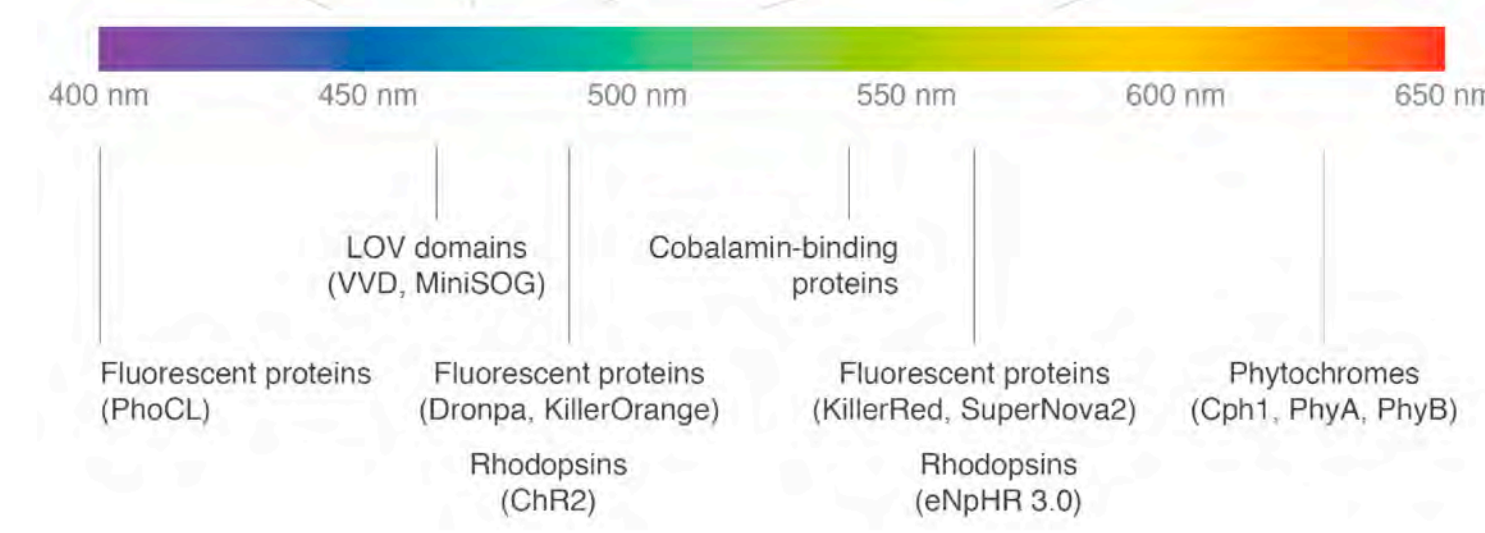 400 nm 450 nm 500 nm 550 nm 600 nm 650 nm
LOV domains
(VVD, MiniSOG)
Cobalamin-binding
proteins
Fluorescent proteins
(PhoCL)
Fluorescent proteins
(Dronpa, KillerOrange)
Rhodopsins
(ChR2)
Fluorescent proteins
(KillerRed, SuperNova2)
Rhodopsins
(eNpHR 3.0)
Phytochromes
(Cph1, PhyA, PhyB)